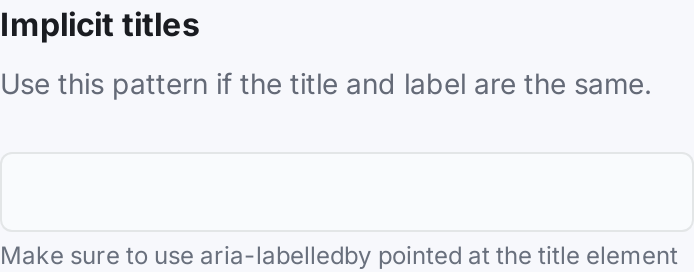 Implicit titles
Use this pattern if the title and label are the same.
Make sure to use aria-labelledby pointed at the title element